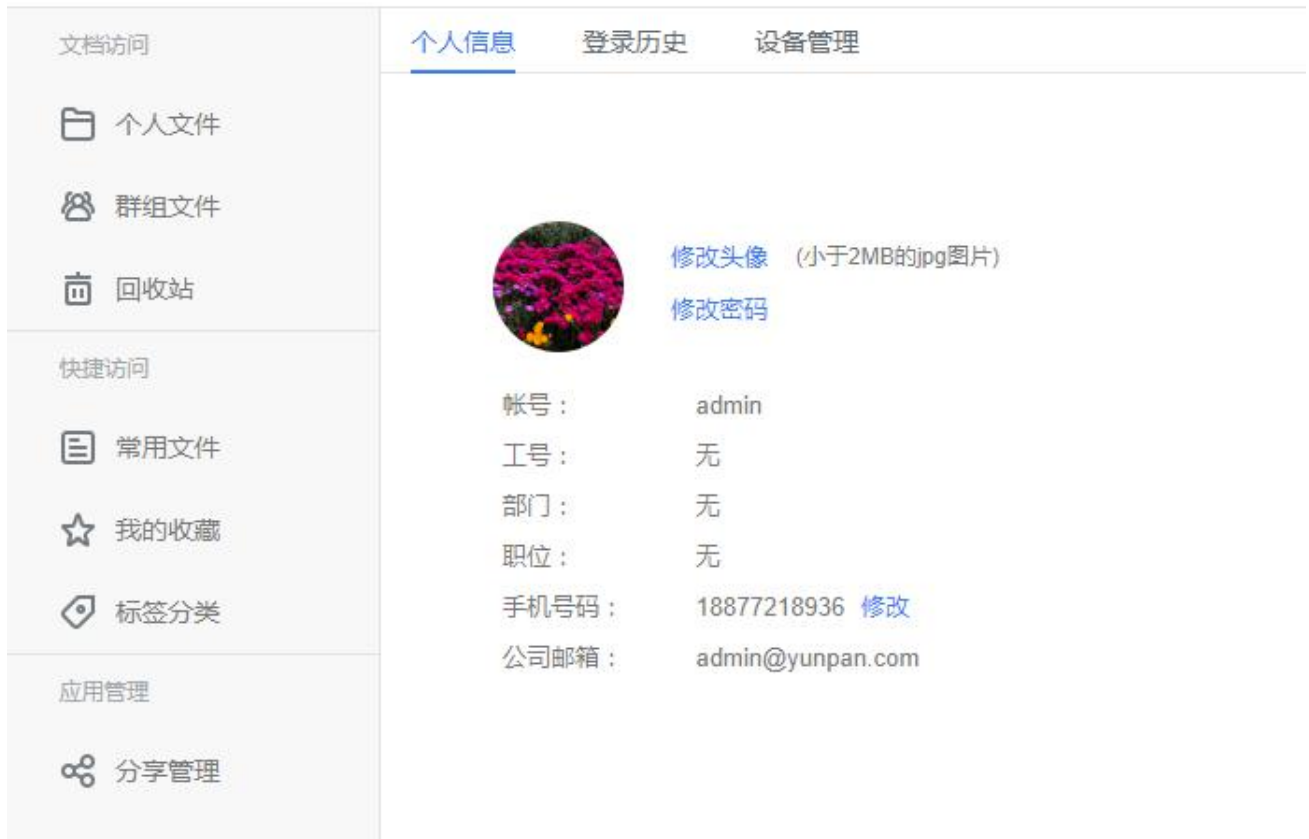 文档访问
个人文件
群组文件
回收站
快捷访问
常用文件
我的收藏
标签分类
应用管理
分享管理
个人信息 登录历史 设备管理
修改头像 (小于2MB的jpg图片)
修改密码
帐号： admin
工号： 无
部门： 无
职位： 无
手机号码： 18877218936 修改
公司邮箱： admin@yunpan.com